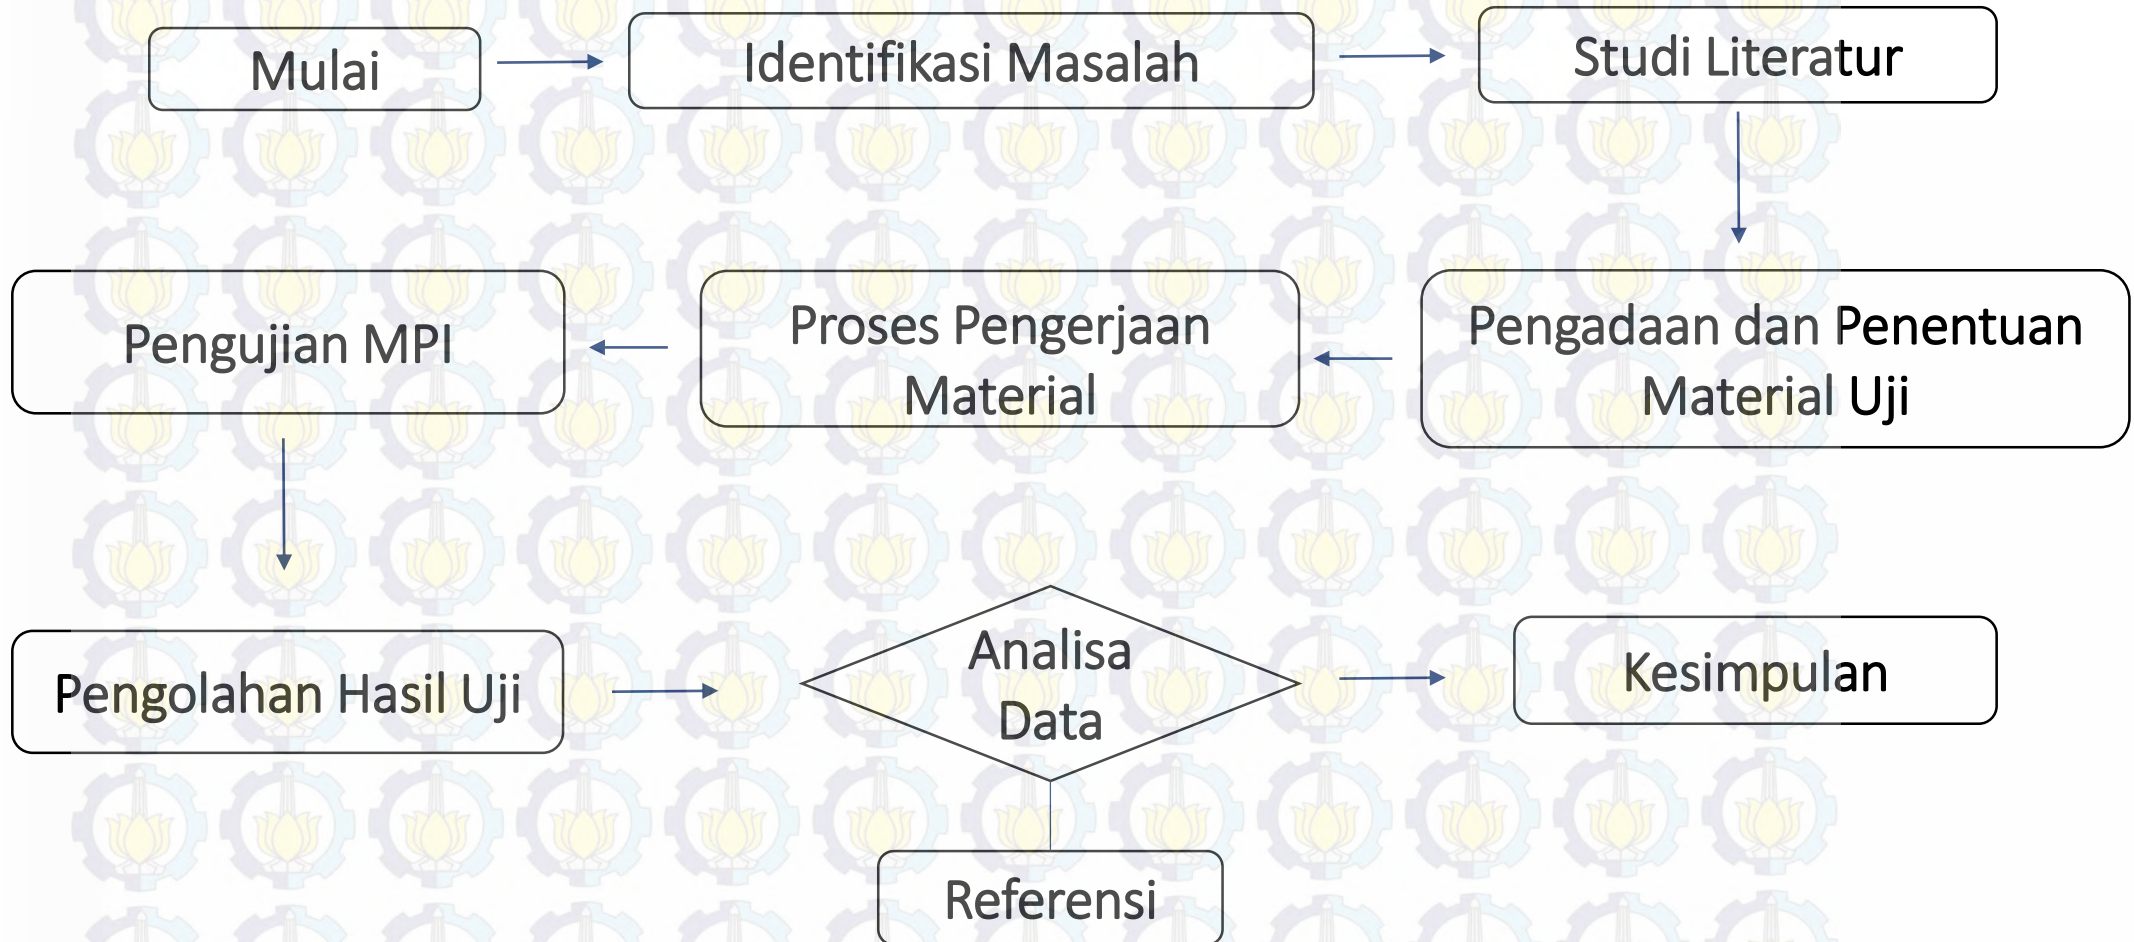 Mulai
Identifikasi Masalah
Studi Literatur
Pengadaan dan Penentuan
Material Uji
Proses Pengerjaan
Material
Pengujian MPI
Pengolahan Hasil Uji
Analisa
Data
Kesimpulan
Referensi